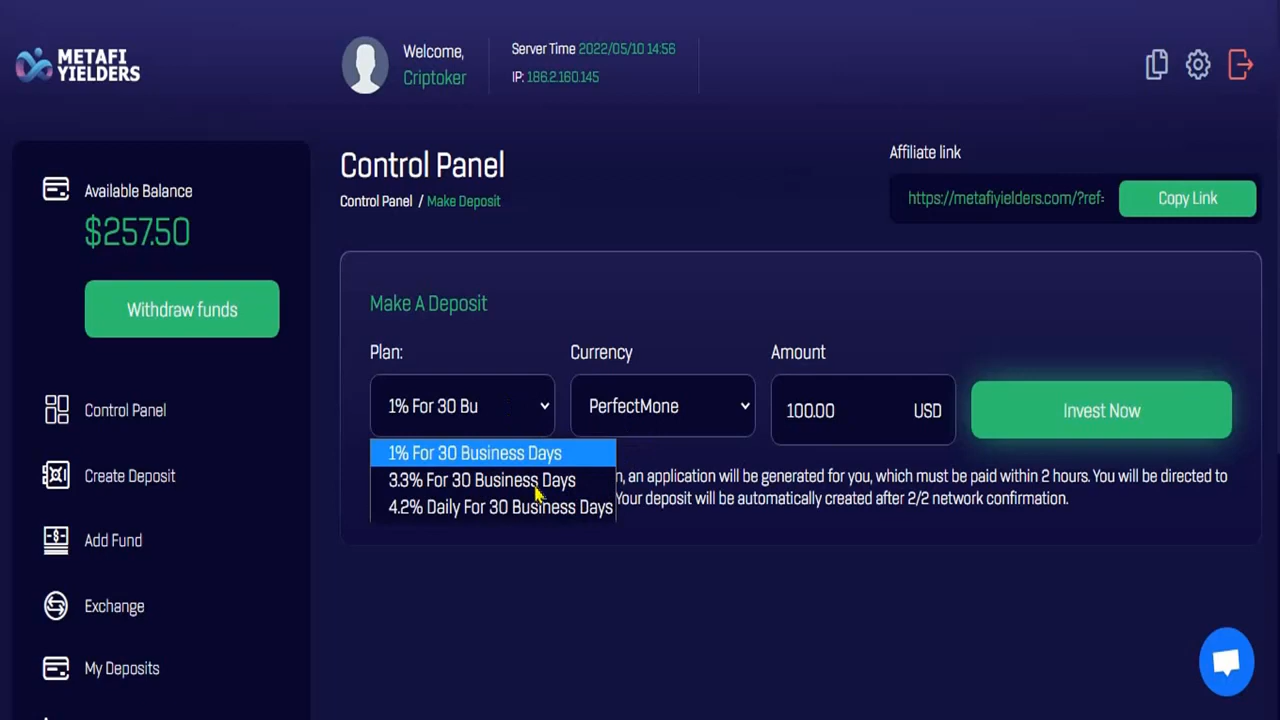 METAFI
YIELDERS
Welcome,
Criptoker
Server Time 2022/05/10 14:56
IP: 186.2.160.145
Available Balance
$257.50
Withdraw funds
Control Panel
Create Deposit
Add Fund
Exchange
My Deposits
Control Panel
Control Panel / Make Deposit
Affiliate link
https://metafiyielders.com/?ref=
Copy Link
Make A Deposit
Plan:
Currency
Amount
1% For 30 Bu
PerfectMone
100.00
USD
Invest Now
1% For 30 Business Days
3.3% For 30 Business Days
4.2% Daily For 30 Business Days
, an application will be generated for you, which must be paid within 2 hours. You will be directed to
Your deposit will be automatically created after 2/2 network confirmation.